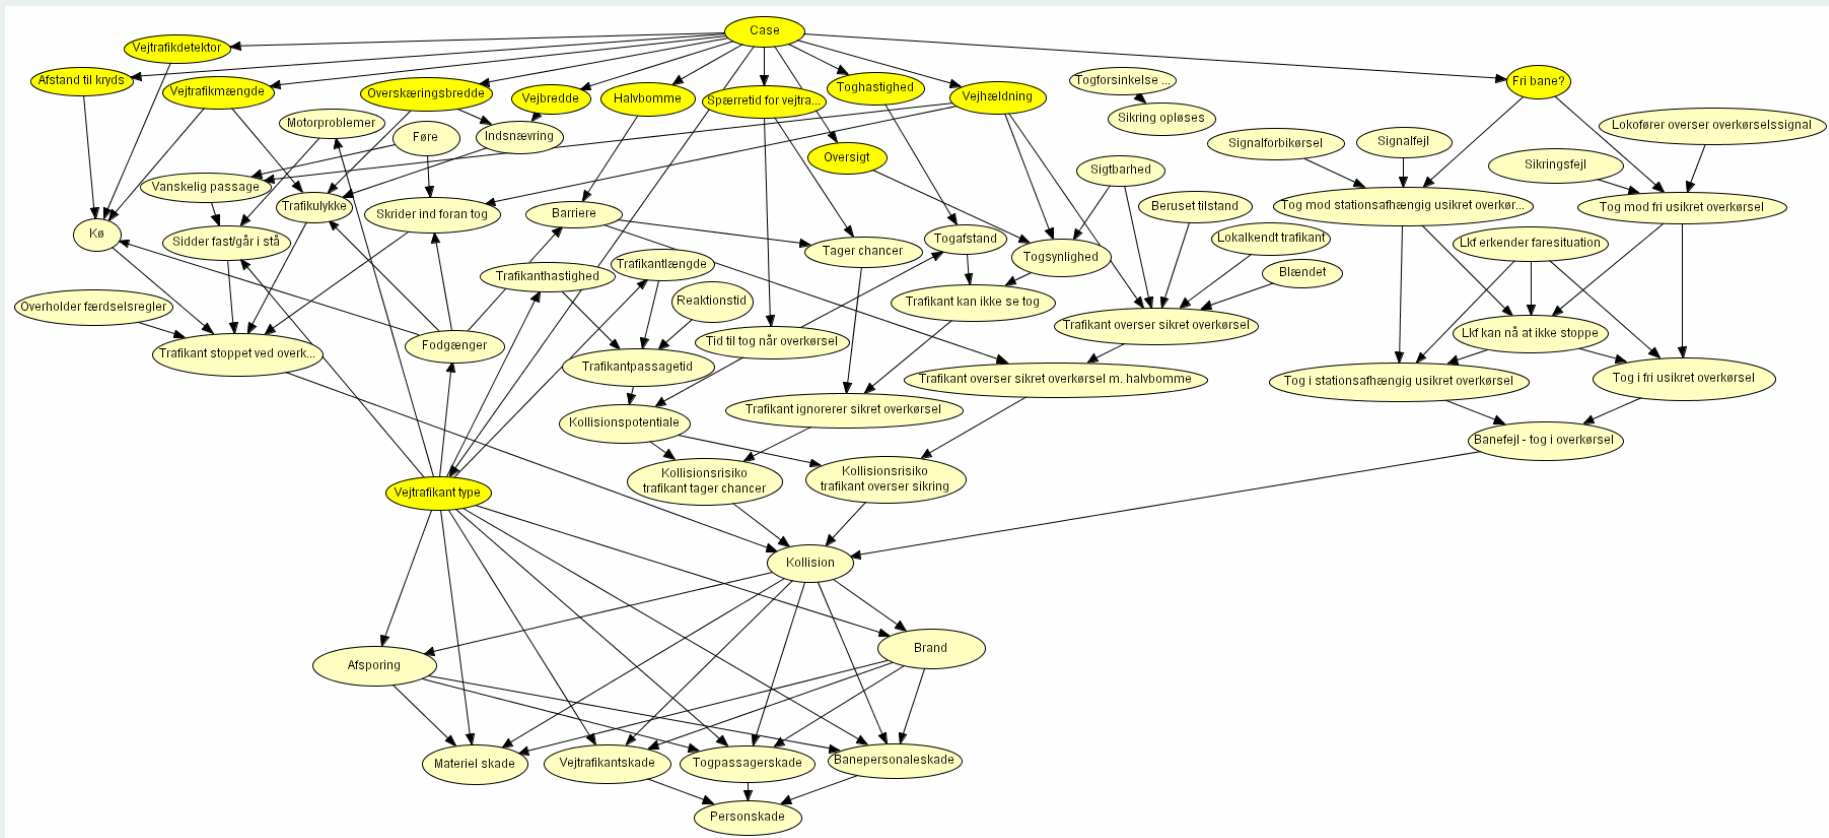 Case
Vejtrafikdetektor
Afstand til kryds
Vejtrafikmængde
Overskæringsbredde
Vejbredde
Halvbomme
Spærretid for vejtra...
Toghastighed
Vejhældning
Togforsinkelse ...
Fri bane?
Motorproblemer
Føre
Indsnævring
Sikring opløses
Lokofører overser overkørselssignal
Oversigt
Signalforbikørsel
Signalfejl
Sikringsfejl
Vanskelig passage
Sigtbarhed
Trafikulykke
Skrider ind foran tog
Barriere
Beruset tilstand
Tog mod stationsafhængig usikret overkør...
Tog mod fri usikret overkørsel
Kø
Sidder fast/går i stå
Tager chancer
Togafstand
Lokalkendt trafikant
Lkf erkender faresituation
Trafikanthastighed
Trafikantlængde
Togsynlighed
Blændet
Overholder færdselsregler
Reaktionstid
Trafikant kan ikke se tog
Trafikant overser sikret overkørsel
Lkf kan nå at ikke stoppe
Trafikant stoppet ved overk...
Fodgænger
Tid til tog når overkørsel
Trafikantpassagetid
Trafikant overser sikret overkørsel m. halvbomme
Tog i stationsafhængig usikret overkørsel
Tog i fri usikret overkørsel
Kollisionspotentiale
Trafikant ignorerer sikret overkørsel
Banefejl - tog i overkørsel
Kollisionsrisiko
trafikant tager chancer
Kollisionsrisiko
trafikant overser sikring
Vejtrafikant type
Kollision
Afsporing
Brand
Materiel skade
Vejtrafikantskade
Togpassagerskade
Banepersonaleskade
Personskade